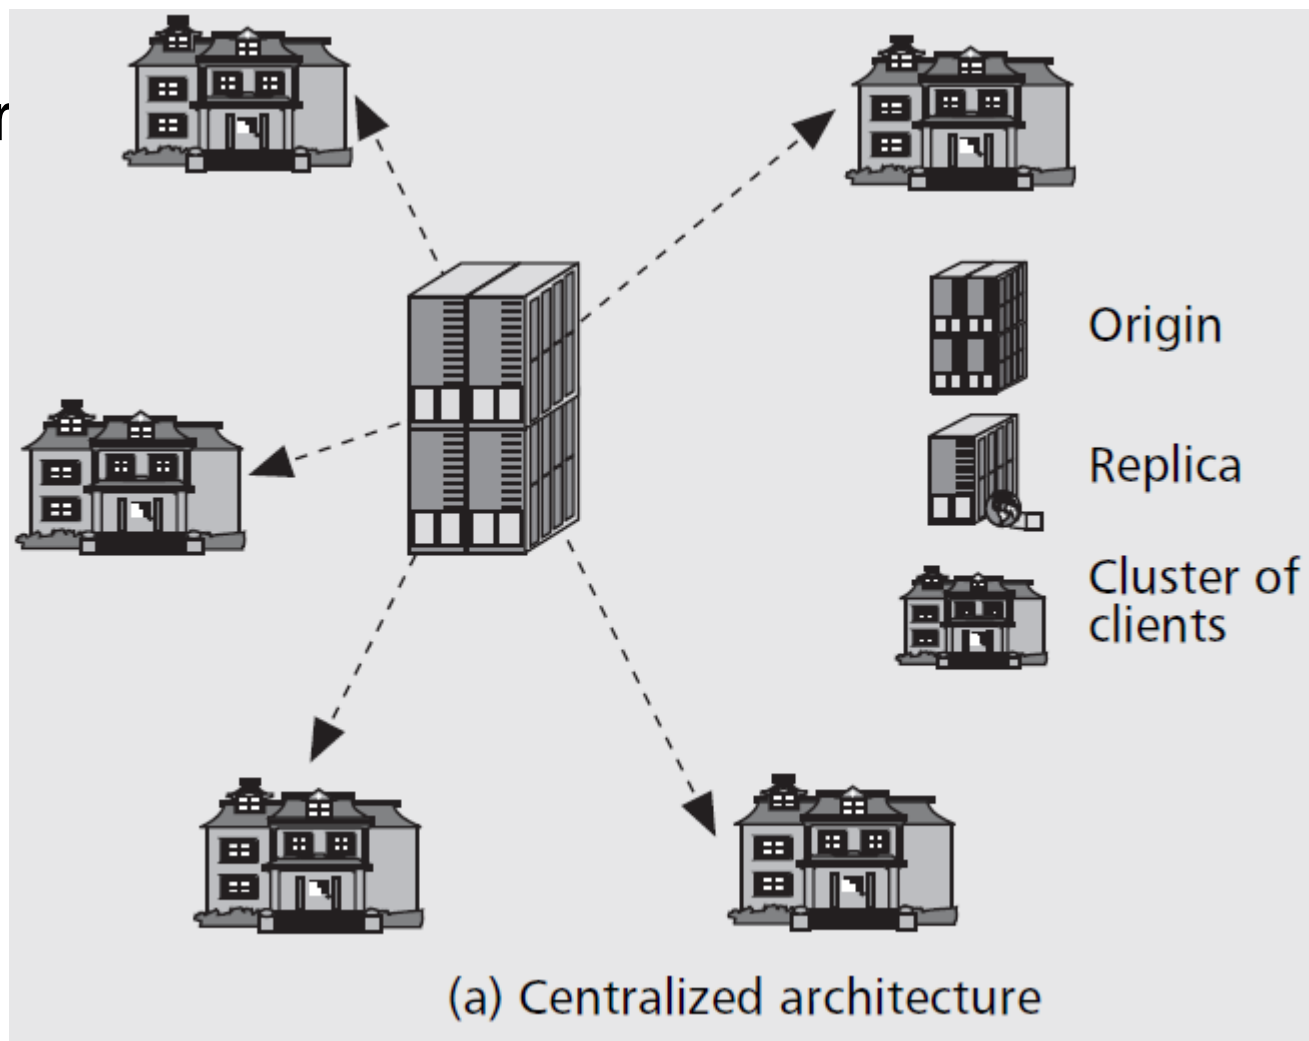 r
Origin
Replica
Cluster of
clients
(a) Centralized architecture